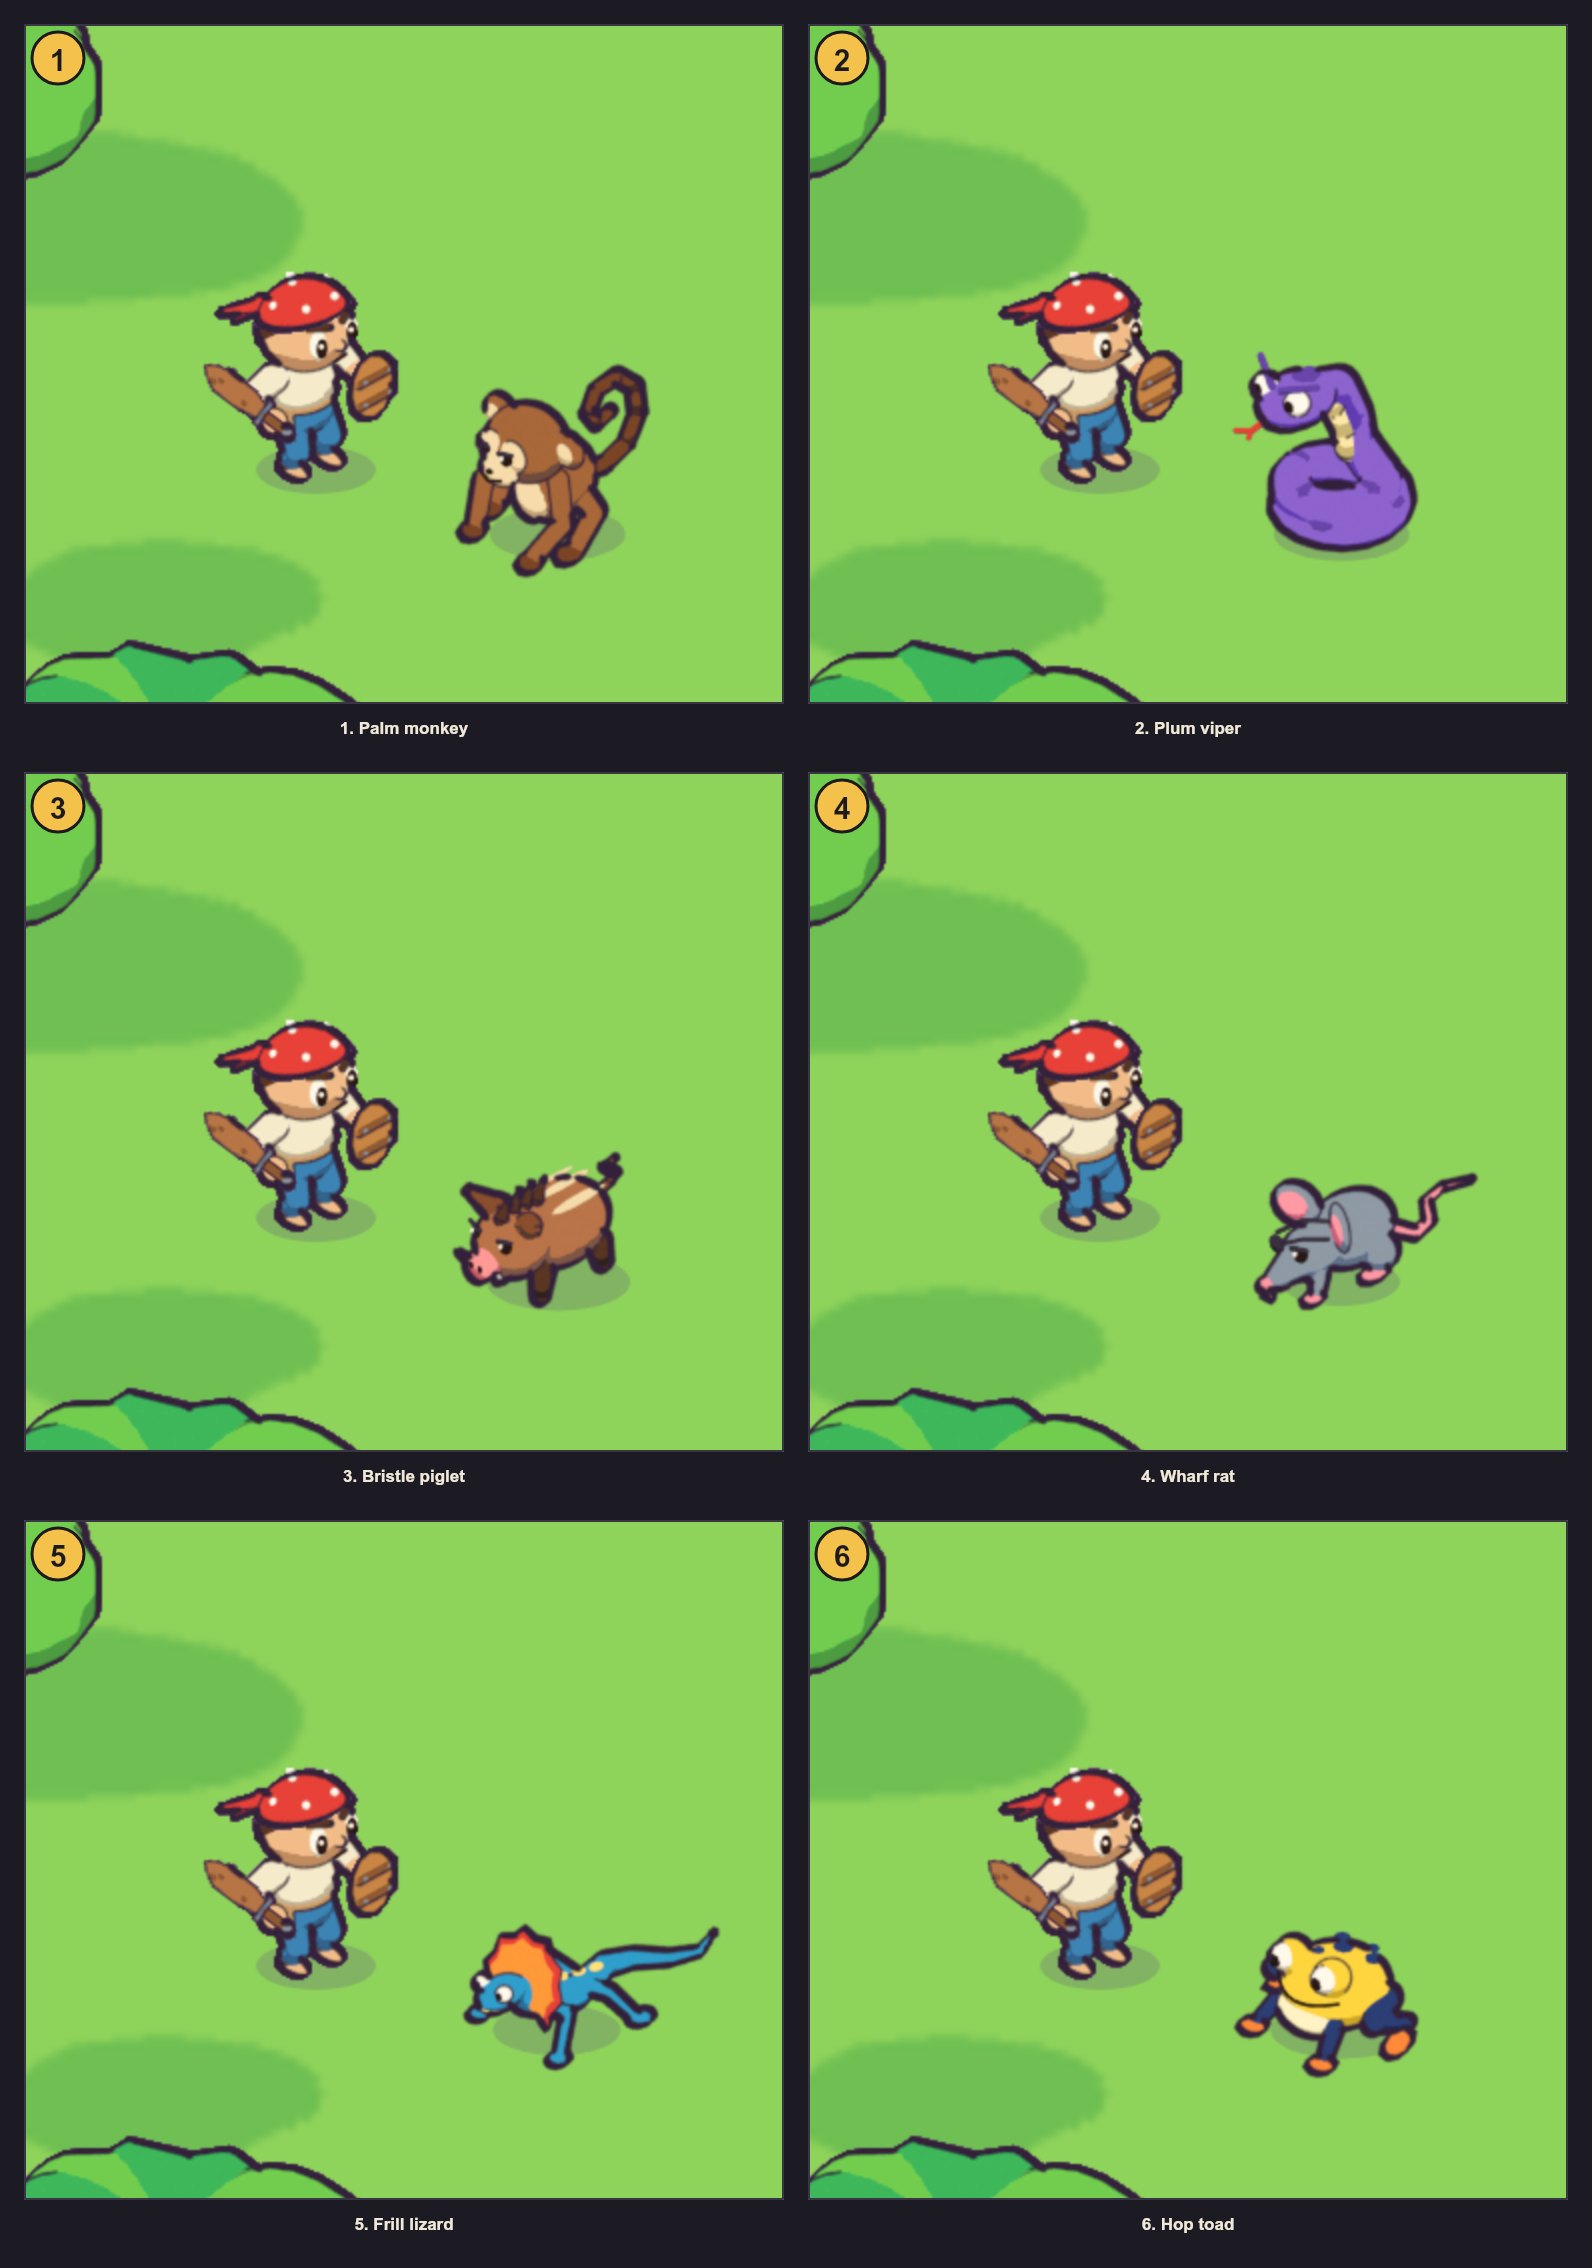 1
2
1. Palm monkey
2. Plum viper
3
4
3. Bristle piglet
4. Wharf rat
5
6
5. Frill lizard
6. Hop toad